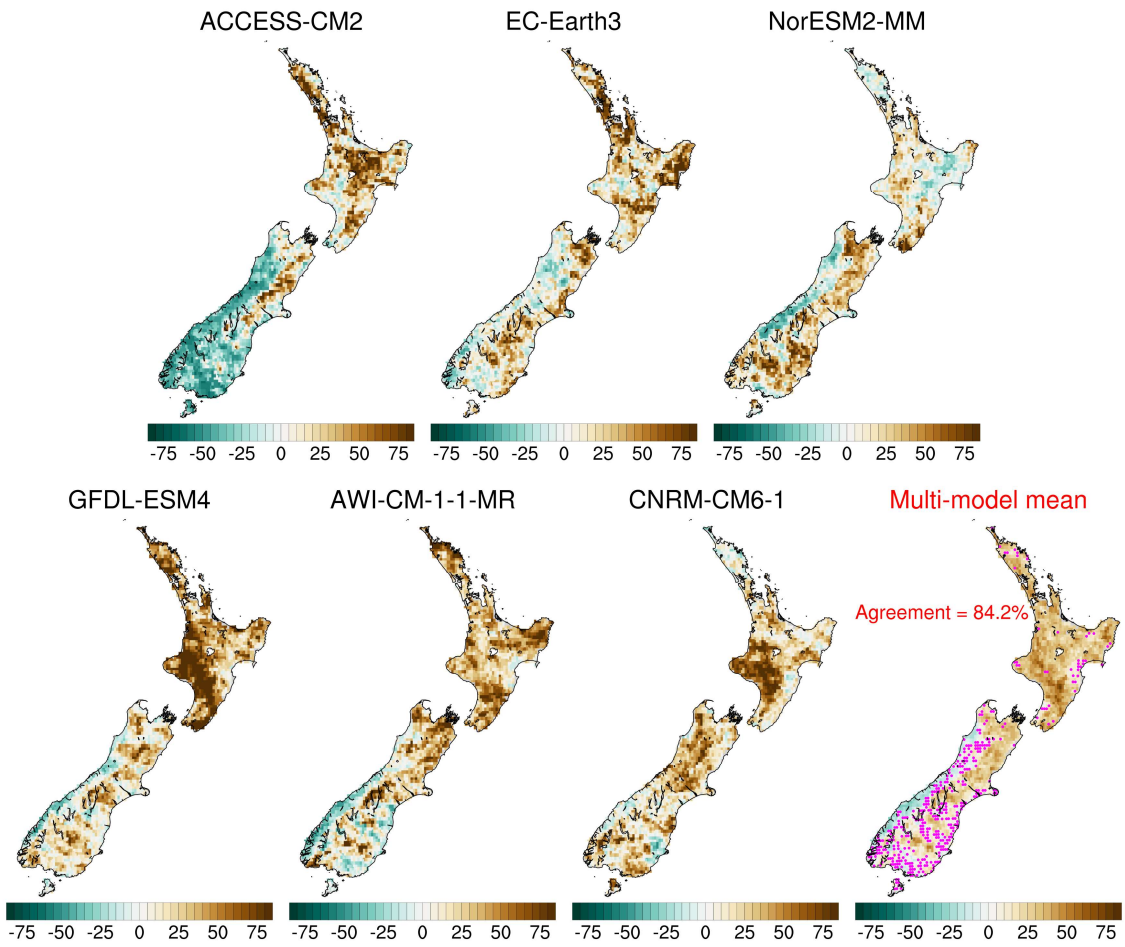 ACCESS-CM2 EC-Earth3 NorESM2-MM
-75 -50 -25 0 25 50 75 -75 -50 -25 0 25 50 75 -75 -50 -25 0 25 50 75
GFDL-ESM4 AWI-CM-1-1-MR CNRM-CM6-1 Multi-model mean
Agreement = 84.2%
-75 -50 -25 0 25 50 75 -75 -50 -25 0 25 50 75 -75 -50 -25 0 25 50 75 -75 -50 -25 0 25 50 75